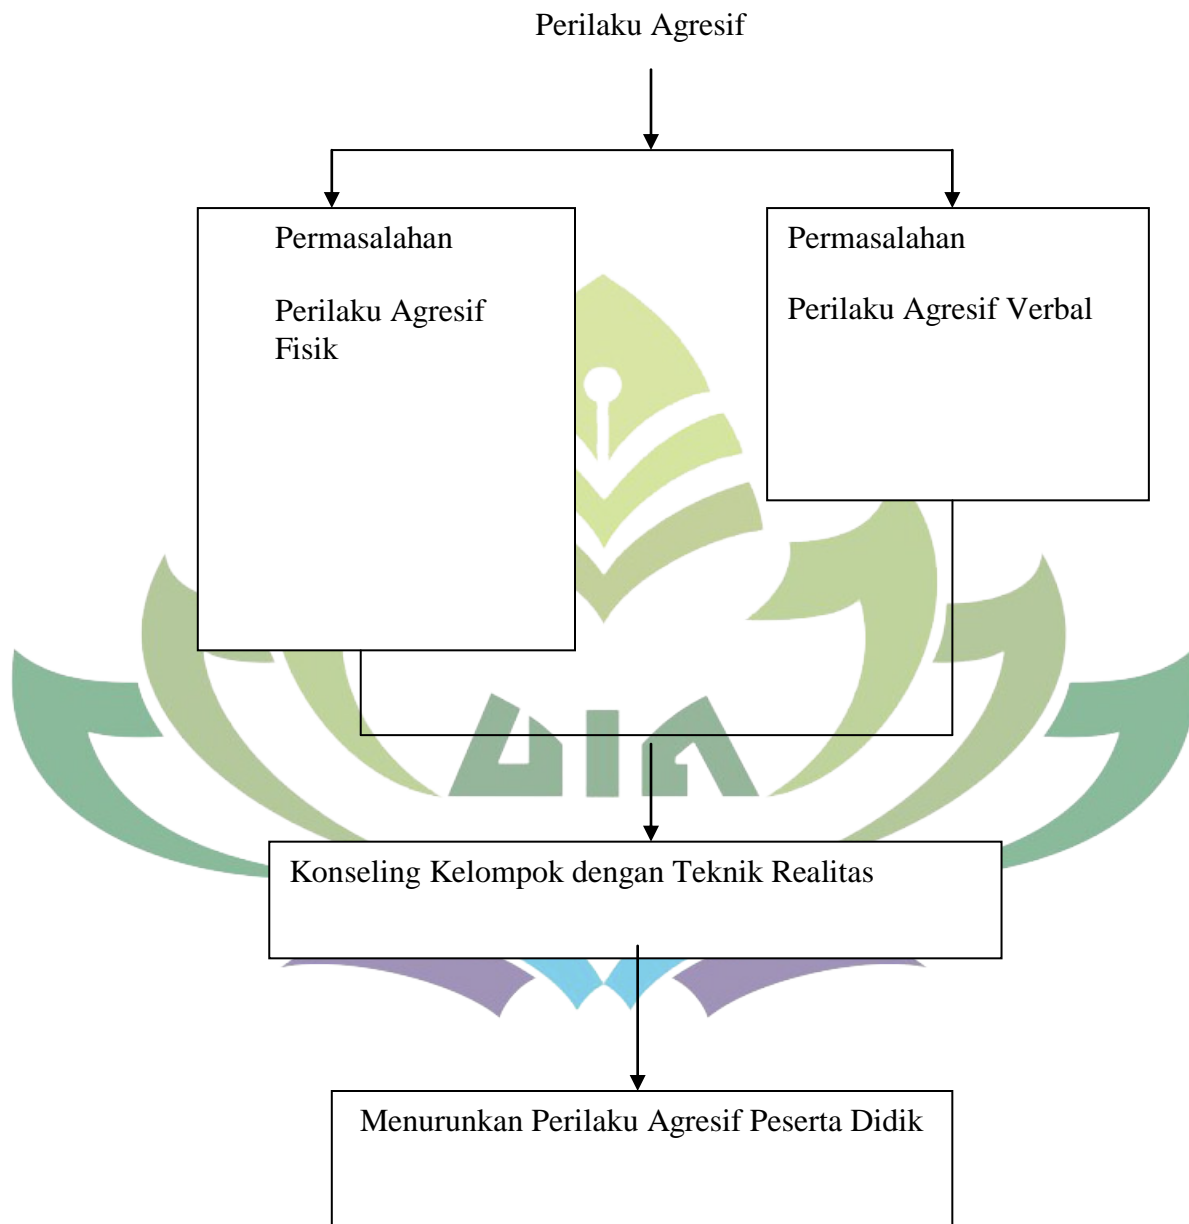 Perilaku Agresif
Permasalahan
Perilaku Agresif
Fisik
Permasalahan
Perilaku Agresif Verbal
Konseling Kelompok dengan Teknik Realitas
Menurunkan Perilaku Agresif Peserta Didik